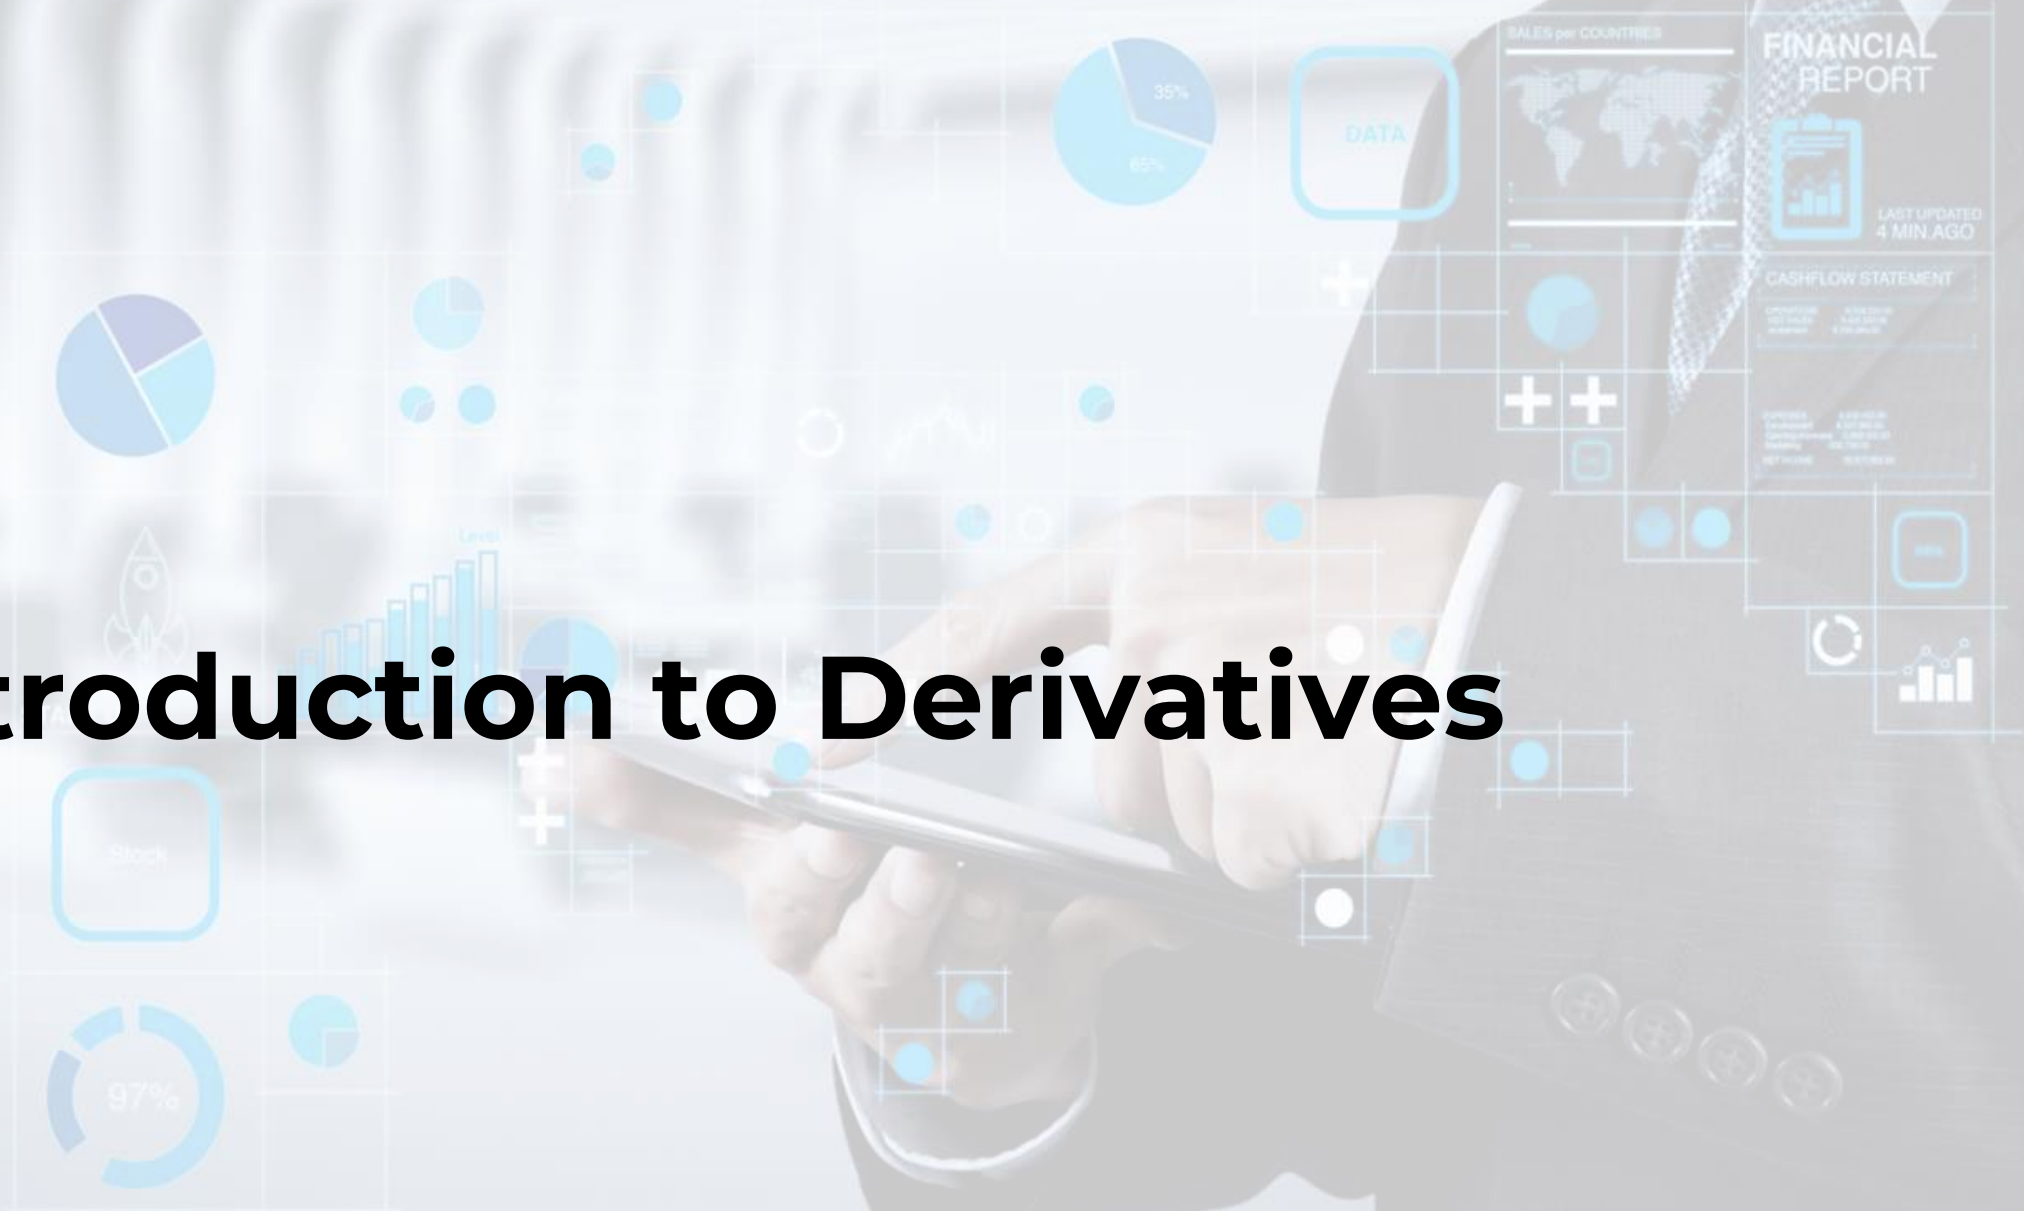 SALES per COUNTRIES
FINANCIAL
REPORT
35%
65%
DATA
LAST UPDATED
4 MIN.AGO
CASHFLOW STATEMENT
Level
troduction to Derivatives
Stock
97%